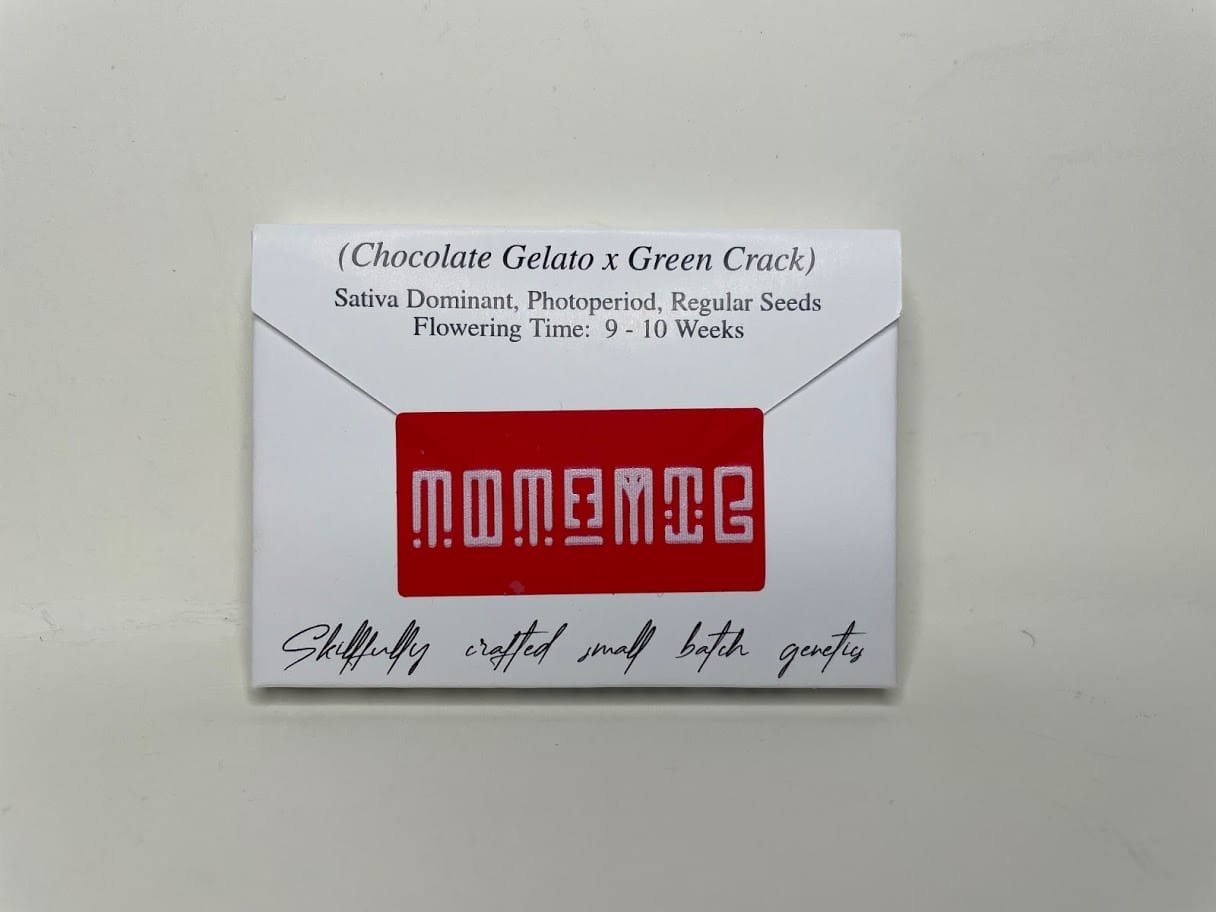 (Chocolate Gelato x Green Crack)
Sativa Dominant, Photoperiod, Regular Seeds
Flowering Time: 9 - 10 Weeks
Skillfully crafted small batch genetics